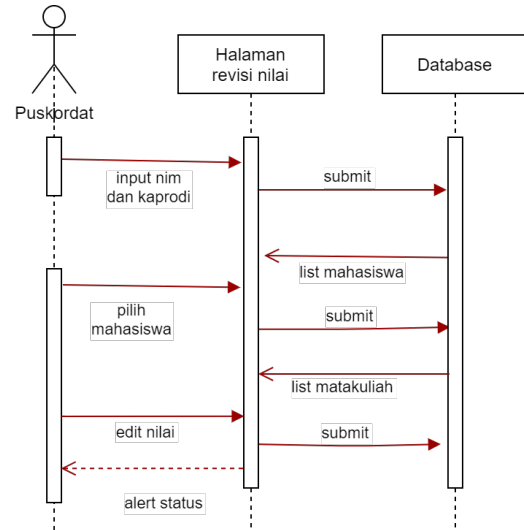 Puskordat
Halaman
revisi nilai
Database
input nim
dan kaprodi
submit
list mahasiswa
pilih
mahasiswa
submit
list matakuliah
edit nilai
submit
alert status